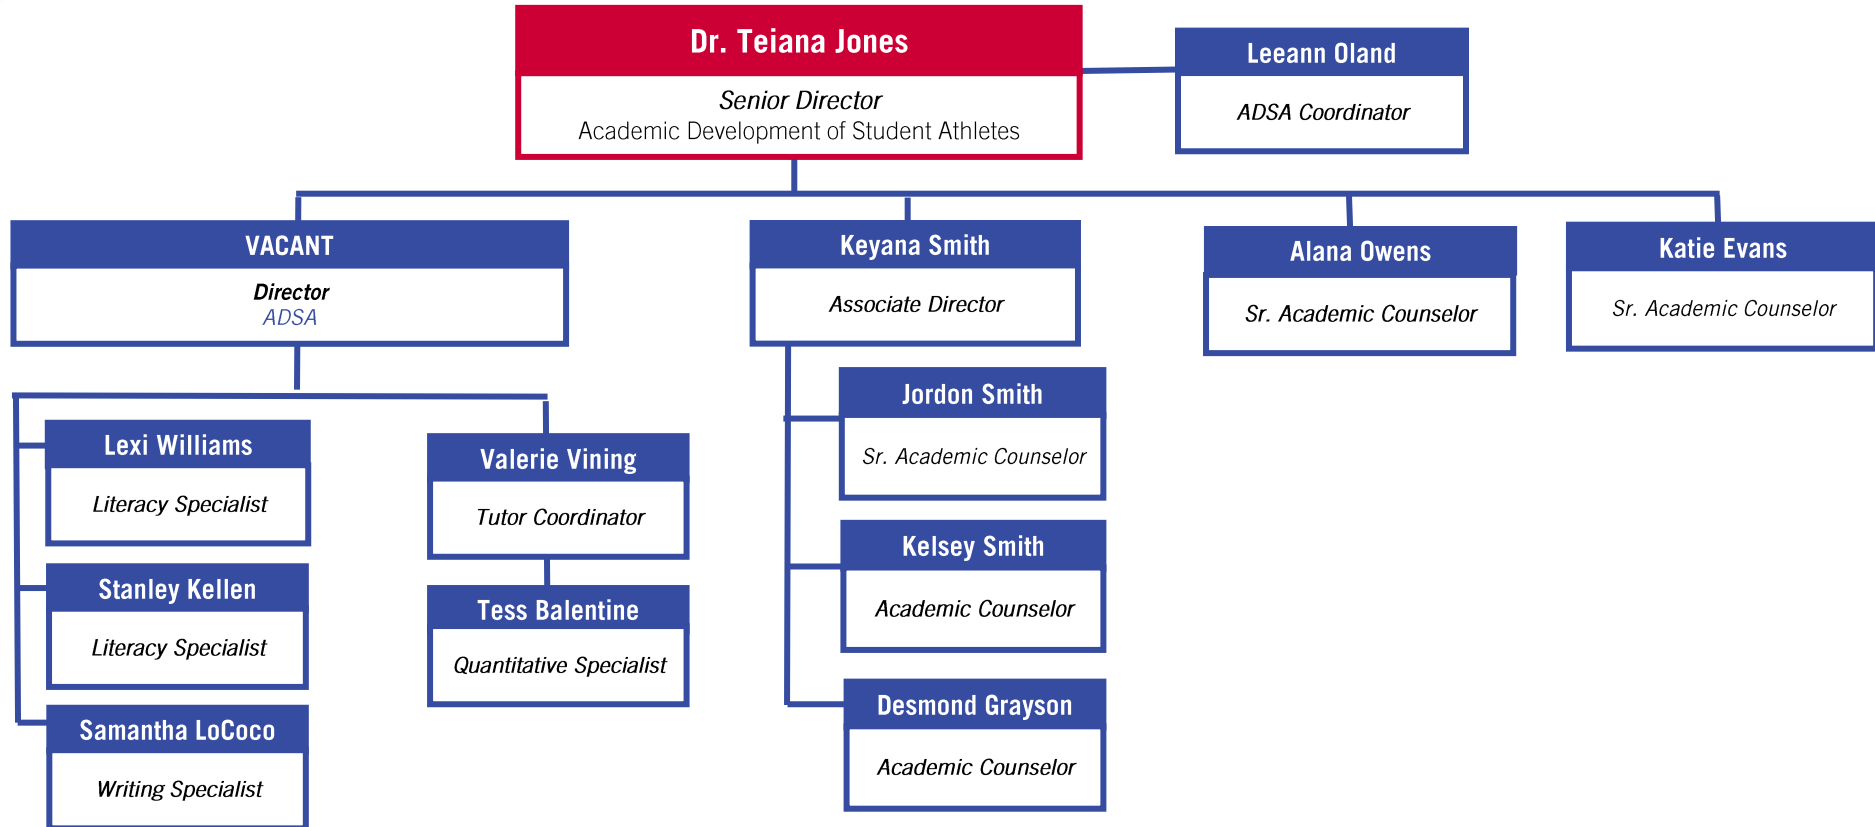 Dr. Teiana Jones
Senior Director
Academic Development of Student Athletes
Leeann Oland
ADSA Coordinator
VACANT
Director
ADSA
Keyana Smith
Associate Director
Alana Owens
Sr. Academic Counselor
Katie Evans
Sr. Academic Counselor
Lexi Williams
Literacy Specialist
Stanley Kellen
Literacy Specialist
Samantha LoCoco
Writing Specialist
Valerie Vining
Tutor Coordinator
Tess Balentine
Quantitative Specialist
Jordon Smith
Sr. Academic Counselor
Kelsey Smith
Academic Counselor
Desmond Grayson
Academic Counselor